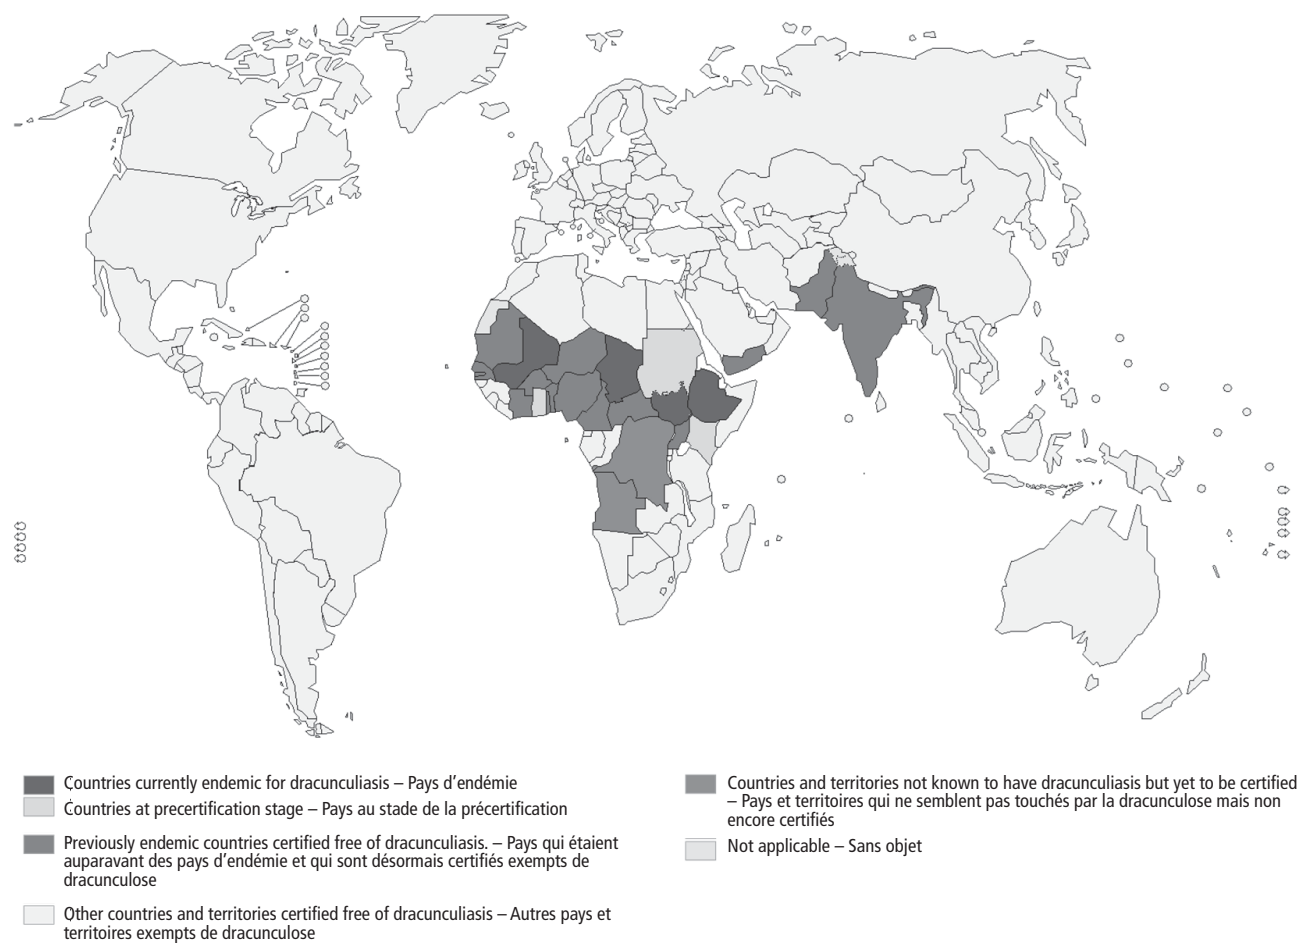 Countries currently endemic for dracunculiasis – Pays d'endémie
Countries at precertification stage – Pays au stade de la précertification
Previously endemic countries certified free of dracunculiasis. – Pays qui étaient
auparavant des pays d'endémie et qui sont désormais certifiés exempts de
dracunculose
Other countries and territories certified free of dracunculiasis – Autres pays et
territoires exempts de dracunculose
Countries and territories not known to have dracunculiasis but yet to be certified
– Pays et territoires qui ne semblent pas touchés par la dracunculose mais non
encore certifiés
Not applicable – Sans objet